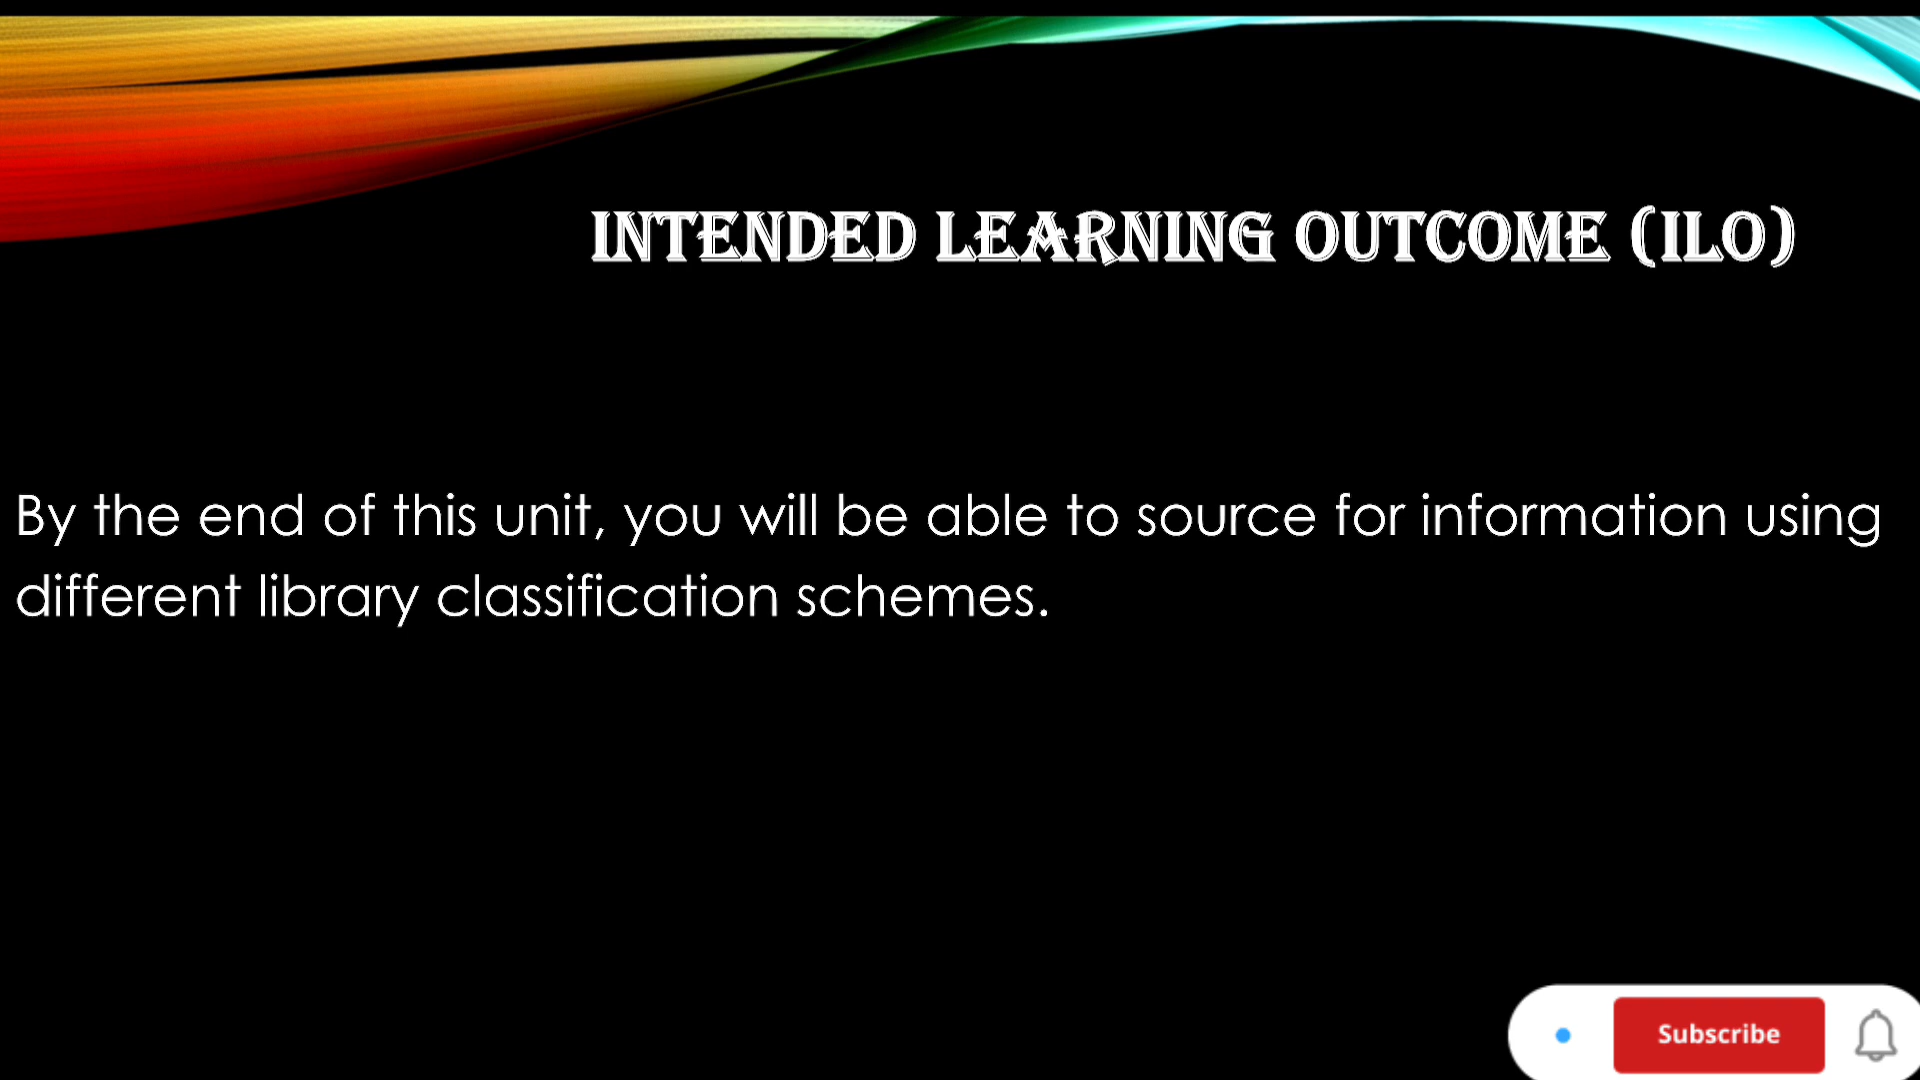 INTENDED LEARNING OUTCOME (ILO)
By the end of this unit, you will be able to source for information using
different library classification schemes.
Subscribe